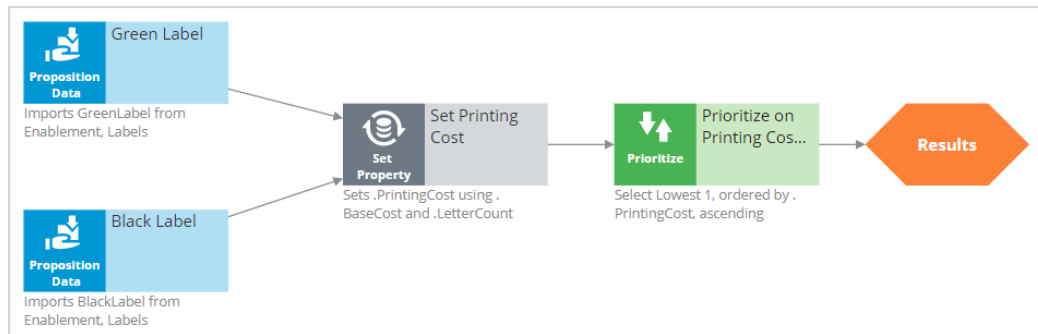 Green Label
Proposition
Data
Imports GreenLabel from
Enablement, Labels
Set Printing
Cost
Set
Property
Sets .PrintingCost using .
BaseCost and .LetterCount
Prioritize on
Printing Cos...
Prioritize
Select Lowest 1, ordered by .
PrintingCost, ascending
Results
Black Label
Proposition
Data
Imports BlackLabel from
Enablement, Labels